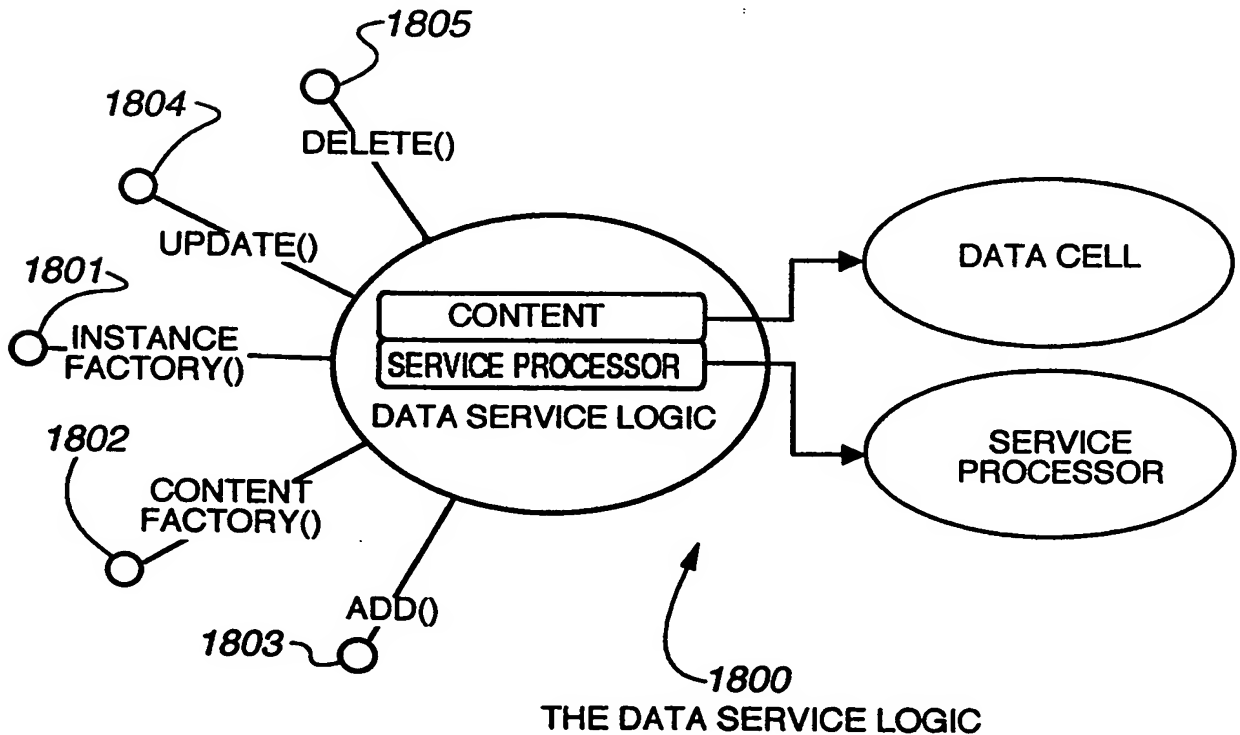 1805
DELETE()
1804
UPDATE()
1801
INSTANCE
FACTORY()
1802
CONTENT
FACTORY()
ADD()
1803
CONTENT
SERVICE PROCESSOR
DATA SERVICE LOGIC
DATA CELL
SERVICE
PROCESSOR
1800
THE DATA SERVICE LOGIC